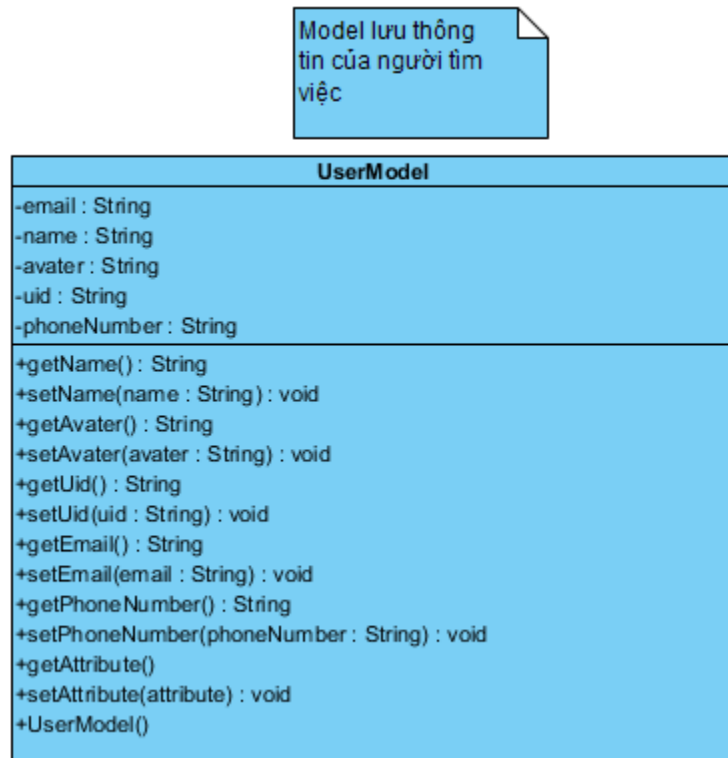 Model lưu thông
tin của người tìm
việc
UserModel
-email : String
-name : String
-avater : String
-uid : String
-phoneNumber : String
+getName() : String
+setName(name : String) : void
+getAvater() : String
+setAvater(avater : String) : void
+getUid() : String
+setUid(uid : String) : void
+getEmail() : String
+setEmail(email : String) : void
+getPhoneNumber() : String
+setPhoneNumber(phoneNumber : String) : void
+getAttribute()
+setAttribute(attribute) : void
+UserModel()